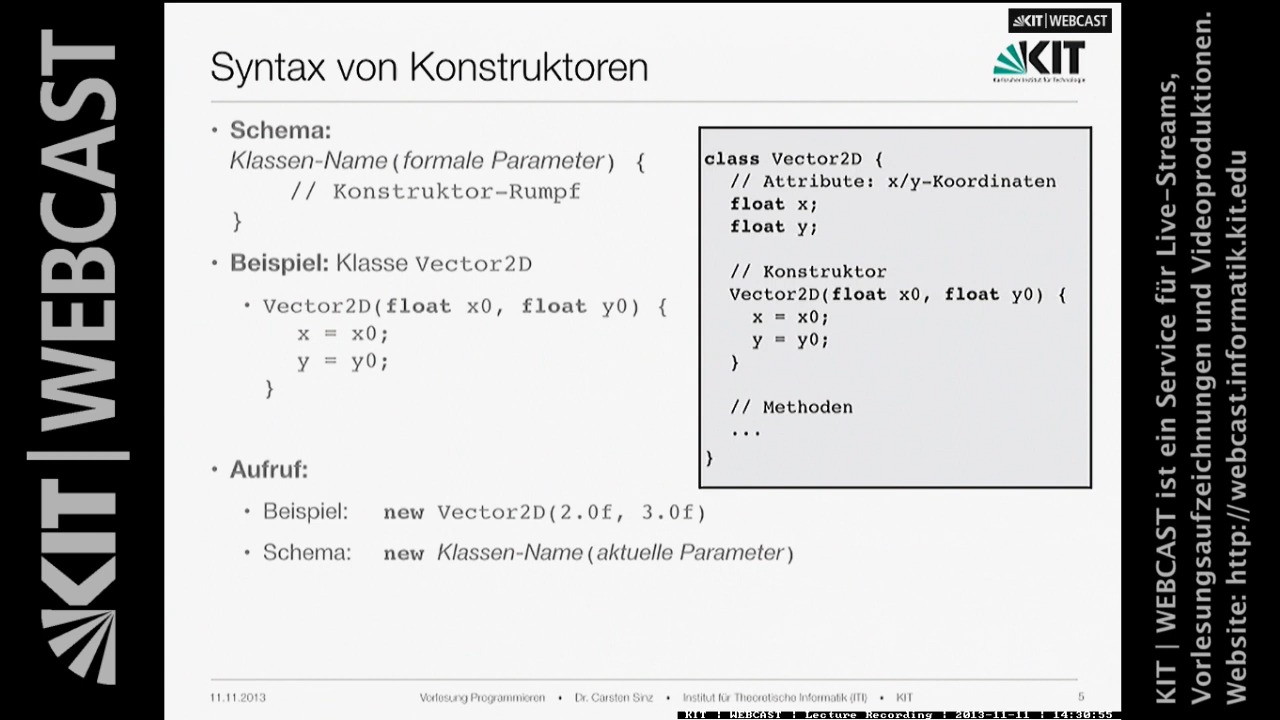 KIT | WEBCAST
KIT | WEBCAST
KIT
Karlsruher Institut für Technologie
Syntax von Konstruktoren
• Schema:
Klassen-Name(formale Parameter) {
// Konstruktor-Rumpf
}
• Beispiel: Klasse Vector2D
• Vector2D(float x0, float y0) {
x = x0;
y = y0;
}
• Aufruf:
• Beispiel: new Vector2D(2.0f, 3.0f)
• Schema: new Klassen-Name(aktuelle Parameter)
class Vector2D {
// Attribute: x/y-Koordinaten
float x;
float y;
// Konstruktor
Vector2D(float x0, float y0) {
x = x0;
y = y0;
}
// Methoden
...
}
11.11.2013 Vorlesung Programmieren • Dr. Carsten Sinz • Institut für Theoretische Informatik (ITI) • KIT 5
KIT | WEBCAST | Lecture Recording | 2013-11-11 | 14:30:55
KIT | WEBCAST ist ein Service für Live-Streams,
Vorlesungsaufzeichnungen und Videoproduktionen.
Website: http://webcast.informatik.kit.edu